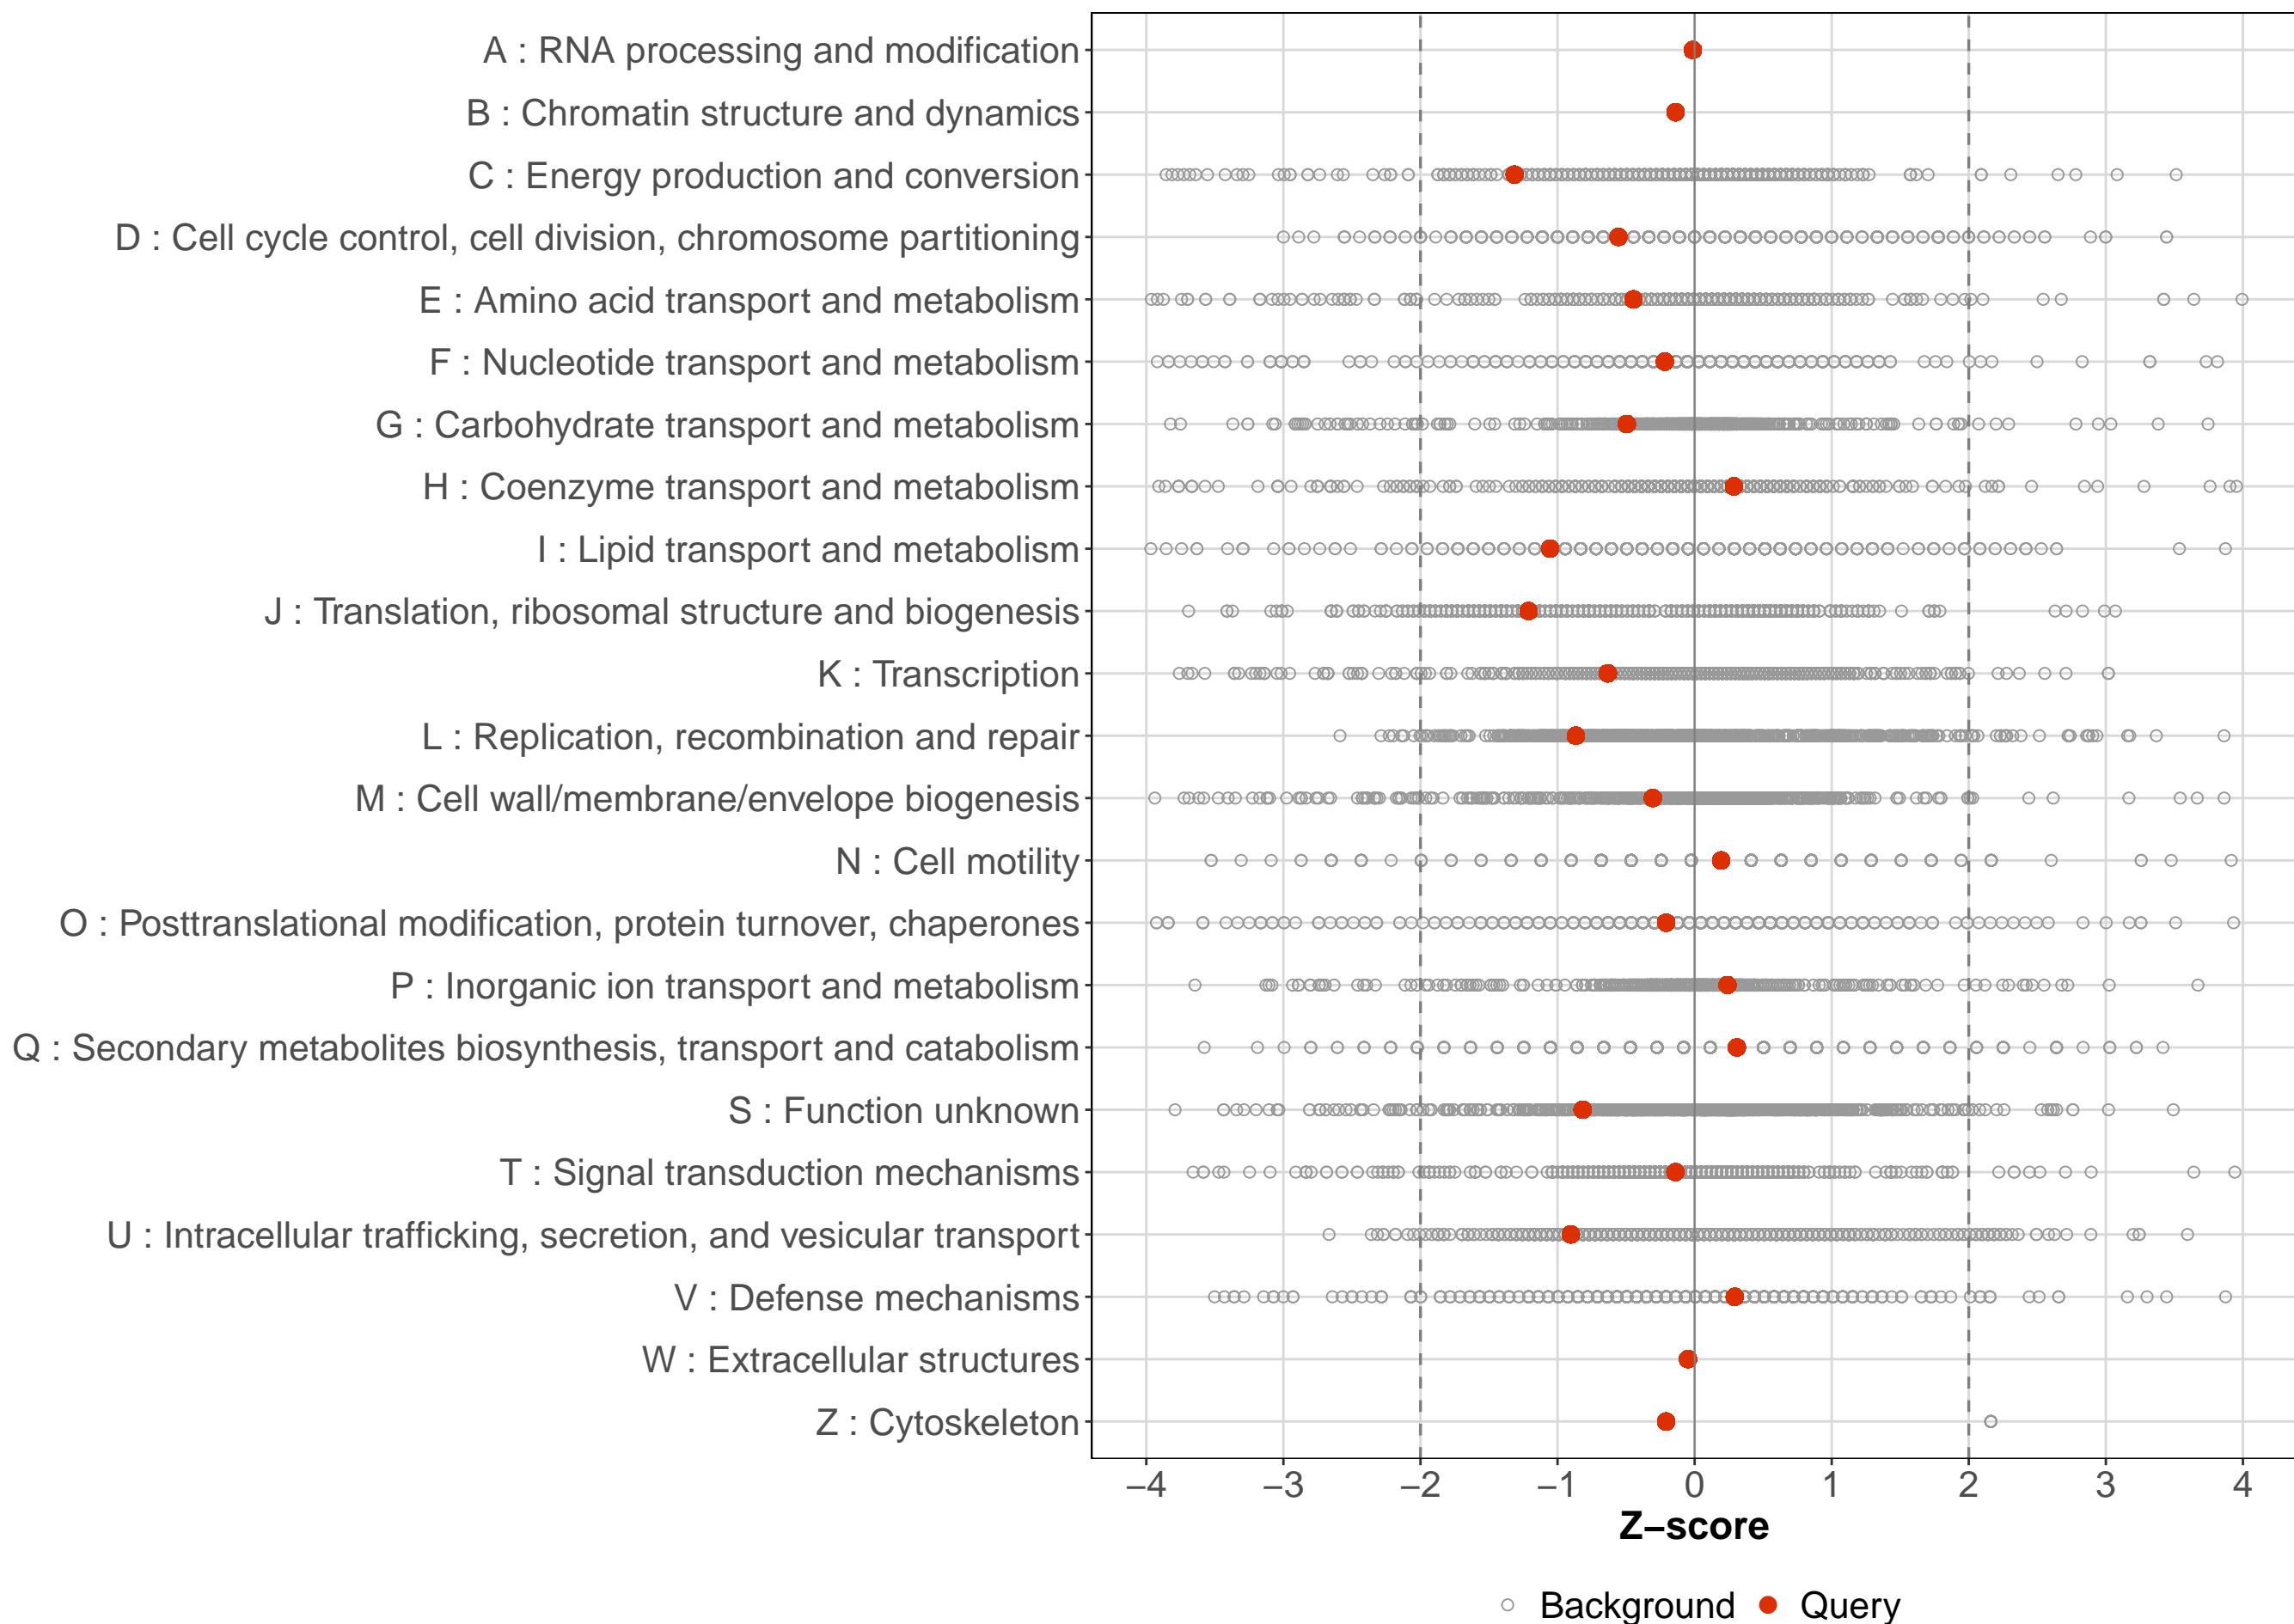 A : RNA processing and modification
B : Chromatin structure and dynamics
C : Energy production and conversion
D : Cell cycle control, cell division, chromosome partitioning
E : Amino acid transport and metabolism
F : Nucleotide transport and metabolism
G : Carbohydrate transport and metabolism
H : Coenzyme transport and metabolism
I : Lipid transport and metabolism
J : Translation, ribosomal structure and biogenesis
K : Transcription
L : Replication, recombination and repair
M : Cell wall/membrane/envelope biogenesis
N : Cell motility
O : Posttranslational modification, protein turnover, chaperones
P : Inorganic ion transport and metabolism
Q : Secondary metabolites biosynthesis, transport and catabolism
S : Function unknown
T : Signal transduction mechanisms
U : Intracellular trafficking, secretion, and vesicular transport
V : Defense mechanisms
W : Extracellular structures
Z : Cytoskeleton
−4 −3 −2 −1 0 1 2 3 4
Z−score
Background Query